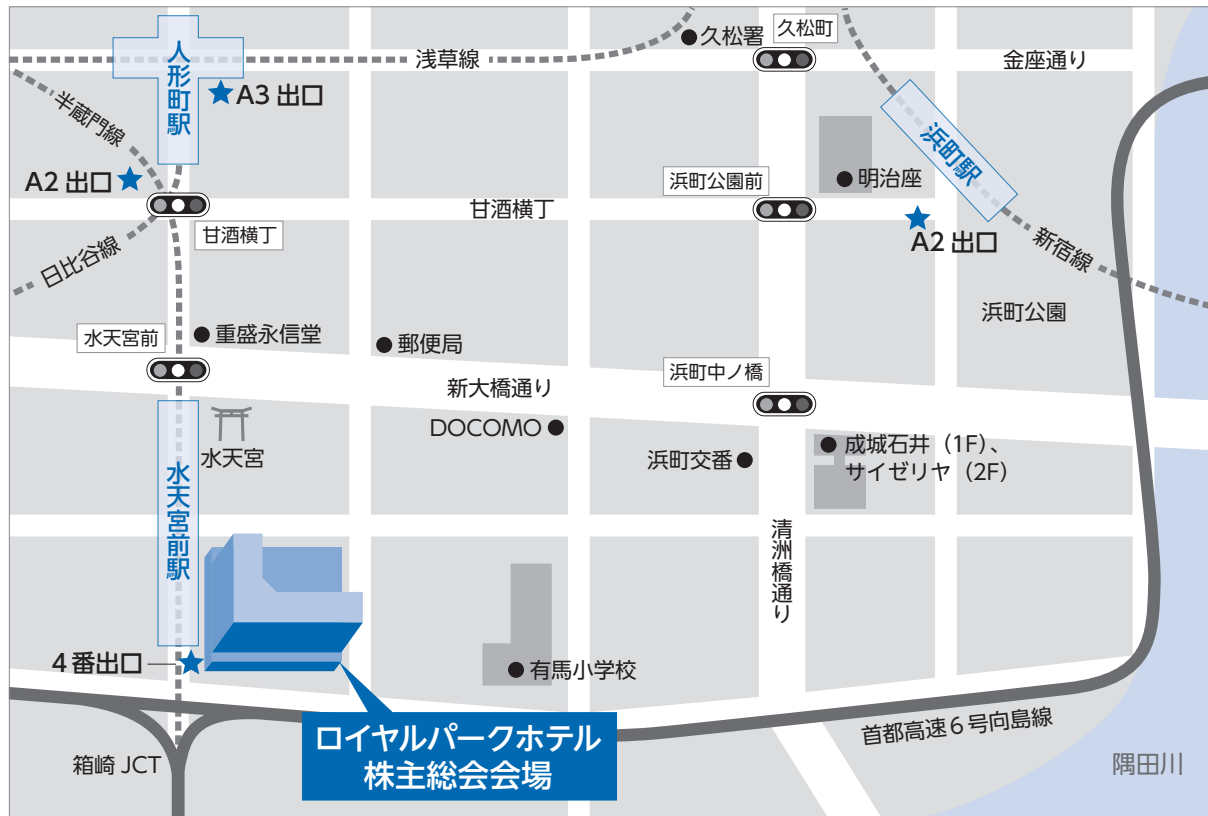 久松町
久松署
浅草線
金座通り
人形町駅
A3 出口
半蔵門線
浜町駅
A2 出口
浜町公園前
明治座
甘酒横丁
甘酒横丁
A2 出口
日比谷線
新宿線
浜町公園
水天宮前
重盛永信堂
郵便局
浜町中ノ橋
新大橋通り
DOCOMO
水天宮
浜町交番
成城石井（1F）、
サイゼリヤ（2F）
水天宮前駅
清洲橋通り
4番出口
有馬小学校
ロイヤルパークホテル
株主総会会場
首都高速6号向島線
箱崎 JCT
隅田川